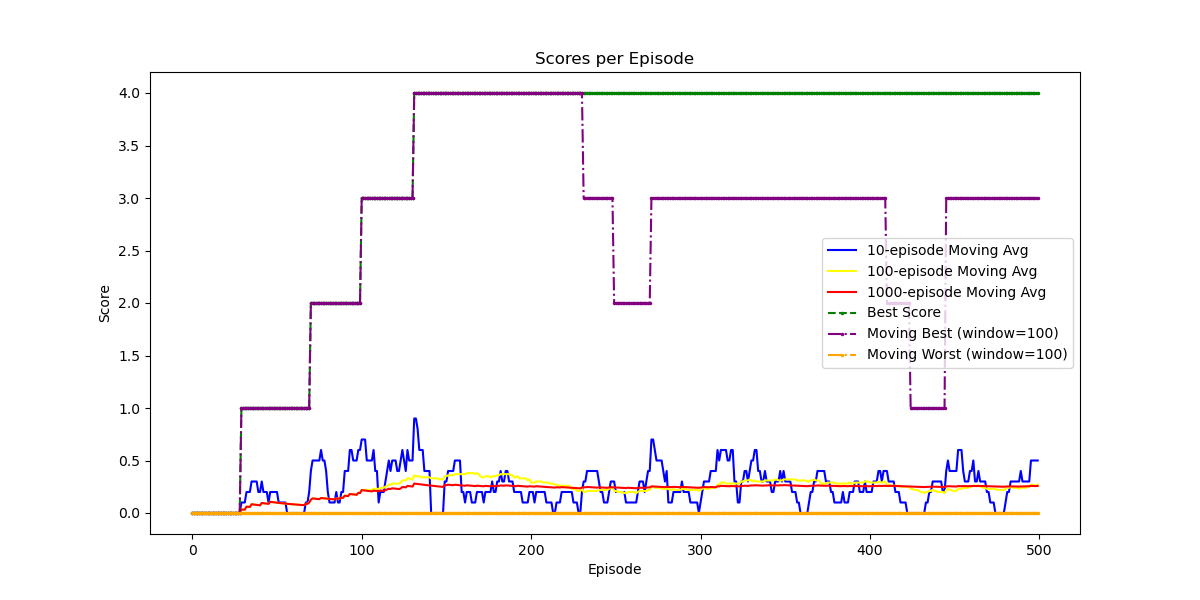 Scores per Episode
4.0
3.5
3.0
2.5
2.0
1.5
1.0
0.5
0.0
Score
10-episode Moving Avg
100-episode Moving Avg
1000-episode Moving Avg
Best Score
Moving Best (window=100)
Moving Worst (window=100)
0
100
200
300
400
500
Episode